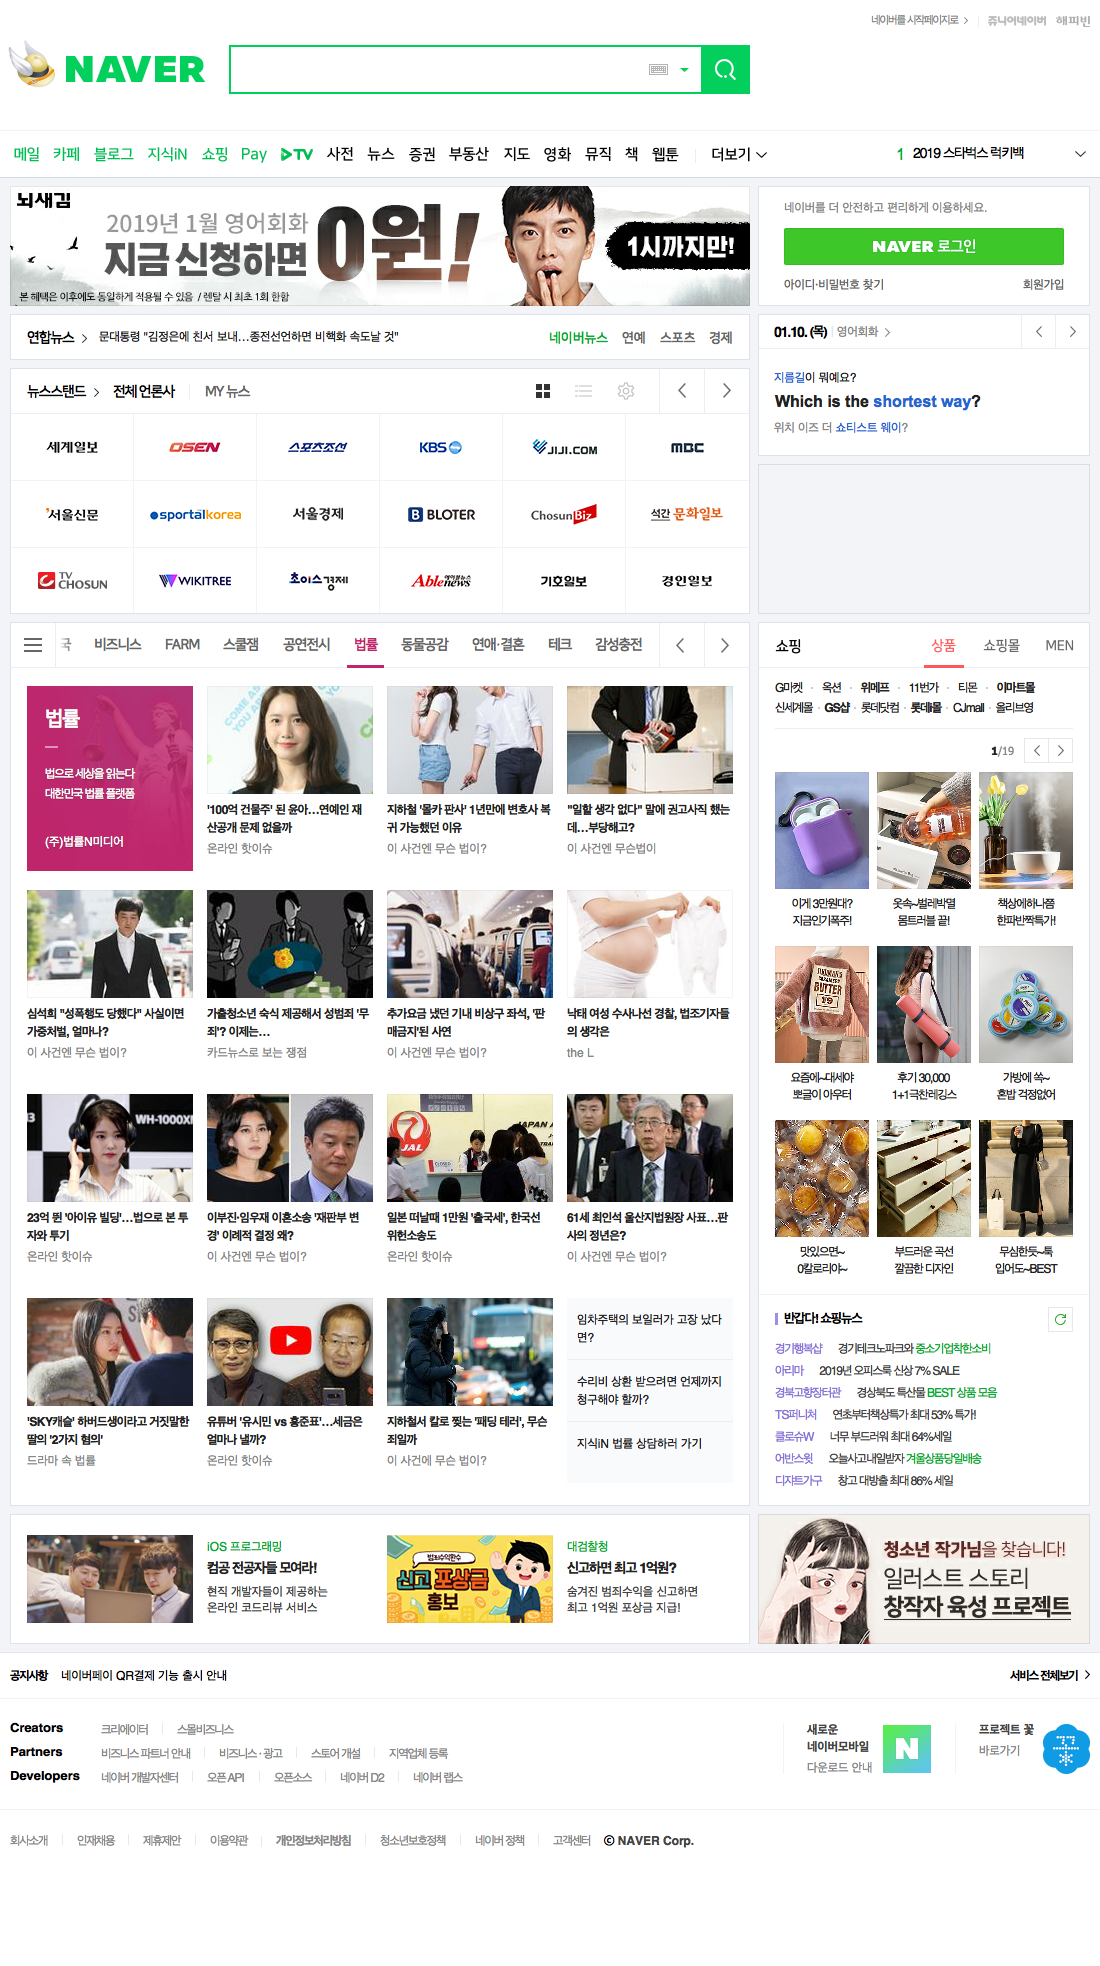 네이버를 시작페이지로
쥬니어네이버 해피빈
NAVER
메일 카페 블로그 지식iN 쇼핑 Pay TV 사전 뉴스 증권 부동산 지도 영화 뮤직 책 웹툰 더보기
1 2019 스타벅스 럭키백
뇌새김
2019년 1월 영어회화
지금 신청하면 0원!
1시까지만!
본 혜택은 이후에도 동일하게 적용될 수 있음 / 렌탈 시 최초 1회 한함
네이버를 더 안전하고 편리하게 이용하세요.
NAVER 로그인
아이디·비밀번호 찾기 회원가입
연합뉴스 문대통령 "김정은에 친서 보내…종전선언하면 비핵화 속도날 것"
네이버뉴스 연예 스포츠 경제
01.10. (목) 영어회화
지름길이 뭐예요?
Which is the shortest way?
위치 이즈 더 쇼티스트 웨이?
뉴스스탠드 전체 언론사 MY 뉴스
세계일보 OSEN 스포츠조선 KBS JIJI.COM MBC
서울신문 sportalkorea 서울경제 BLOTER ChosunBiz 석간 문화일보
TV CHOSUN WIKITREE 초이스경제 Ablenews 에이블뉴스 기호일보 경인일보
국 비즈니스 FARM 스쿨잼 공연전시 법률 동물공감 연애·결혼 테크 감성충전
법률
법으로 세상을 읽는다
대한민국 법률 플랫폼
(주)법률N미디어
'100억 건물주' 된 윤아…연예인 재
산공개 문제 없을까
온라인 핫이슈
지하철 '몰카 판사' 1년만에 변호사 복
귀 가능했던 이유
이 사건엔 무슨 법이?
"일할 생각 없다" 말에 권고사직 했는
데…부당해고?
이 사건엔 무슨법이
심석희 "성폭행도 당했다" 사실이면
가중처벌, 얼마나?
이 사건엔 무슨 법이?
가출청소년 숙식 제공해서 성범죄 '무
죄'? 이제는…
카드뉴스로 보는 쟁점
추가요금 냈던 기내 비상구 좌석, '판
매금지'된 사연
이 사건엔 무슨 법이?
낙태 여성 수사나선 경찰, 법조기자들
의 생각은
the L
WH-1000X
JAL
23억 뛴 '아이유 빌딩'…법으로 본 투
자와 투기
온라인 핫이슈
이부진·임우재 이혼소송 '재판부 변
경' 이례적 결정 왜?
이 사건엔 무슨 법이?
일본 떠날때 1만원 '출국세', 한국선
위헌소송도
온라인 핫이슈
61세 최인석 울산지법원장 사표…판
사의 정년은?
이 사건엔 무슨 법이?
'SKY캐슬' 하버드생이라고 거짓말한
딸의 '2가지 혐의'
드라마 속 법률
유튜버 '유시민 vs 홍준표'…세금은
얼마나 낼까?
온라인 핫이슈
지하철서 칼로 찢는 '패딩 테러', 무슨
죄일까
이 사건에 무슨 법이?
임차주택의 보일러가 고장 났다
면?
수리비 상환 받으려면 언제까지
청구해야 할까?
지식iN 법률 상담하러 가기
쇼핑 상품 쇼핑몰 MEN
G마켓 · 옥션 · 위메프 · 11번가 · 티몬 · 이마트몰
신세계몰 · GS샵 · 롯데닷컴 · 롯데몰 · CJmall · 올리브영
1/19
이게 3만원대?
지금인기폭주!
옷속~벌레박멸
몸트러블 끝!
책상에하나쯤
한파반짝특가!
BUTTER
19
요즘에~대세야
뽀글이 아우터
후기 30,000
1+1극찬레깅스
가방에 쏙~
혼밥 걱정없어
맛있으면~
0칼로리야~
부드러운 곡선
깔끔한 디자인
무심한듯~툭
입어도~BEST
반갑다! 쇼핑뉴스
경기행복샵 경기테크노파크와 중소기업착한소비
아리마 2019년 오피스룩 신상 7% SALE
경북고향장터관 경상북도 특산물 BEST 상품 모음
TS퍼니처 연초부터책상특가 최대 53% 특가!
클로슈W 너무 부드러워 최대 64%세일
어반스윗 오늘사고내일받자 겨울상품당일배송
디자트가구 창고 대방출 최대 86% 세일
iOS 프로그래밍
컴공 전공자들 모여라!
현직 개발자들이 제공하는
온라인 코드리뷰 서비스
범죄수익환수
신고 포상금
홍보
대검찰청
신고하면 최고 1억원?
숨겨진 범죄수익을 신고하면
최고 1억원 포상금 지급!
청소년 작가님을 찾습니다!
일러스트 스토리
창작자 육성 프로젝트
공지사항 네이버페이 QR결제 기능 출시 안내
서비스 전체보기
Creators 크리에이터 스몰비즈니스
Partners 비즈니스 파트너 안내 비즈니스 · 광고 스토어 개설 지역업체 등록
Developers 네이버 개발자센터 오픈 API 오픈소스 네이버 D2 네이버 랩스
새로운
네이버모바일
다운로드 안내
N
프로젝트 꽃
바로가기
회사소개 인재채용 제휴제안 이용약관 개인정보처리방침 청소년보호정책 네이버 정책 고객센터 ⓒ NAVER Corp.